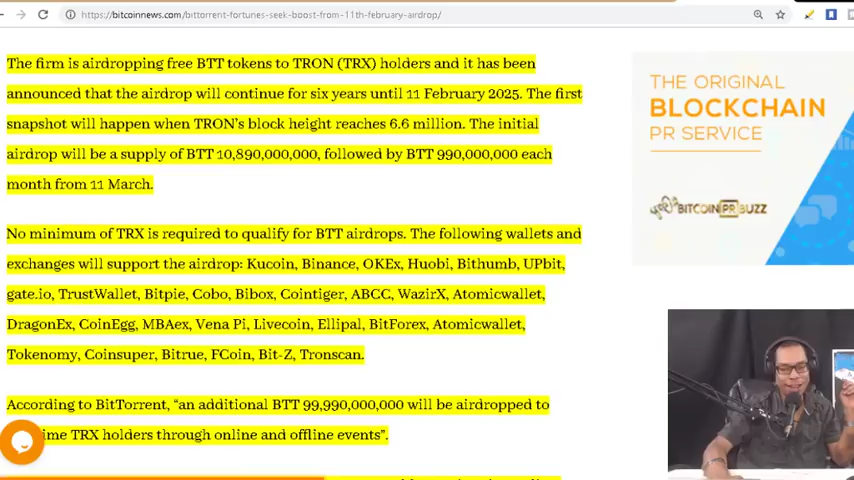 https://bitcoinnews.com/bittorrent-fortunes-seek-boost-from-11th-february-airdrop/
The firm is airdropping free BTT tokens to TRON (TRX) holders and it has been
announced that the airdrop will continue for six years until 11 February 2025. The first
snapshot will happen when TRON's block height reaches 6.6 million. The initial
airdrop will be a supply of BTT 10,890,000,000, followed by BTT 990,000,000 each
month from 11 March.
No minimum of TRX is required to qualify for BTT airdrops. The following wallets and
exchanges will support the airdrop: Kucoin, Binance, OKEx, Huobi, Bithumb, UPbit,
gate.io, TrustWallet, Bitpie, Cobo, Bibox, Cointiger, ABCC, WazirX, Atomicwallet,
DragonEx, CoinEgg, MBAex, Vena Pi, Livecoin, Ellipal, BitForex, Atomicwallet,
Tokenomy, Coinsuper, Bitrue, FCoin, Bit-Z, Tronscan.
According to BitTorrent, “an additional BTT 99,990,000,000 will be airdropped to
ime TRX holders through online and offline events”.
THE ORIGINAL
BLOCKCHAIN
PR SERVICE
BITCOIN PR BUZZ